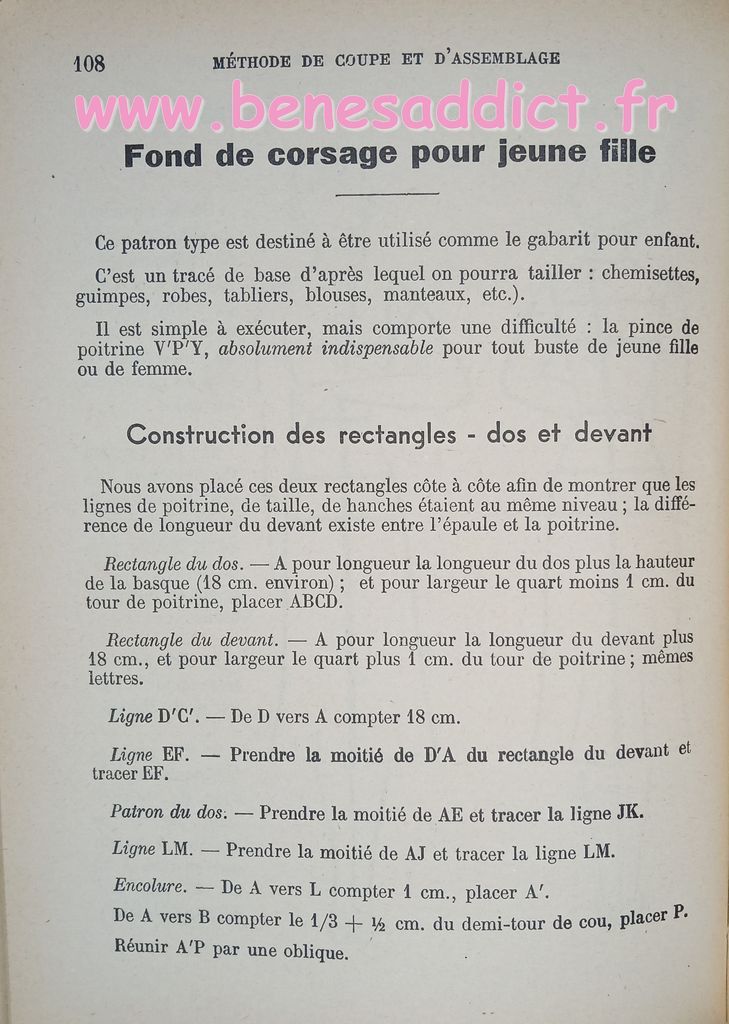 108 MÉTHODE DE COUPE ET D'ASSEMBLAGE
www.benesaddict.fr
Fond de corsage pour jeune fille
Ce patron type est destiné à être utilisé comme le gabarit pour enfant.
C'est un tracé de base d'après lequel on pourra tailler : chemisettes,
guimpes, robes, tabliers, blouses, manteaux, etc.).
Il est simple à exécuter, mais comporte une difficulté : la pince de
poitrine V'P'Y, absolument indispensable pour tout buste de jeune fille
ou de femme.
Construction des rectangles - dos et devant
Nous avons placé ces deux rectangles côte à côte afin de montrer que les
lignes de poitrine, de taille, de hanches étaient au même niveau ; la diffé-
rence de longueur du devant existe entre l'épaule et la poitrine.
Rectangle du dos. — A pour longueur la longueur du dos plus la hauteur
de la basque (18 cm. environ) ; et pour largeur le quart moins 1 cm. du
tour de poitrine, placer ABCD.
Rectangle du devant. — A pour longueur la longueur du devant plus
18 cm., et pour largeur le quart plus 1 cm. du tour de poitrine ; mêmes
lettres.
Ligne D'C'. — De D vers A compter 18 cm.
Ligne EF. — Prendre la moitié de D'A du rectangle du devant et
tracer EF.
Patron du dos. — Prendre la moitié de AE et tracer la ligne JK.
Ligne LM. — Prendre la moitié de AJ et tracer la ligne LM.
Encolure. — De A vers L compter 1 cm., placer A'.
De A vers B compter le 1/3 + ½ cm. du demi-tour de cou, placer P.
Réunir A'P par une oblique.